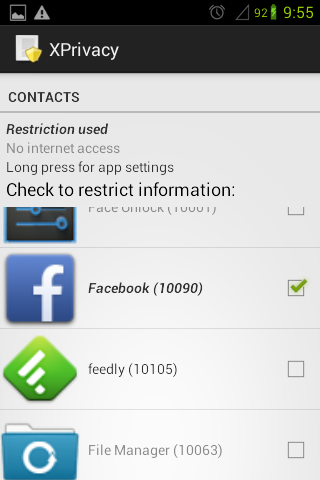 92 9:55
XPrivacy
CONTACTS
Restriction used
No internet access
Long press for app settings
Check to restrict information:
Face Unlock (10001)
Facebook (10090)
feedly (10105)
File Manager (10063)